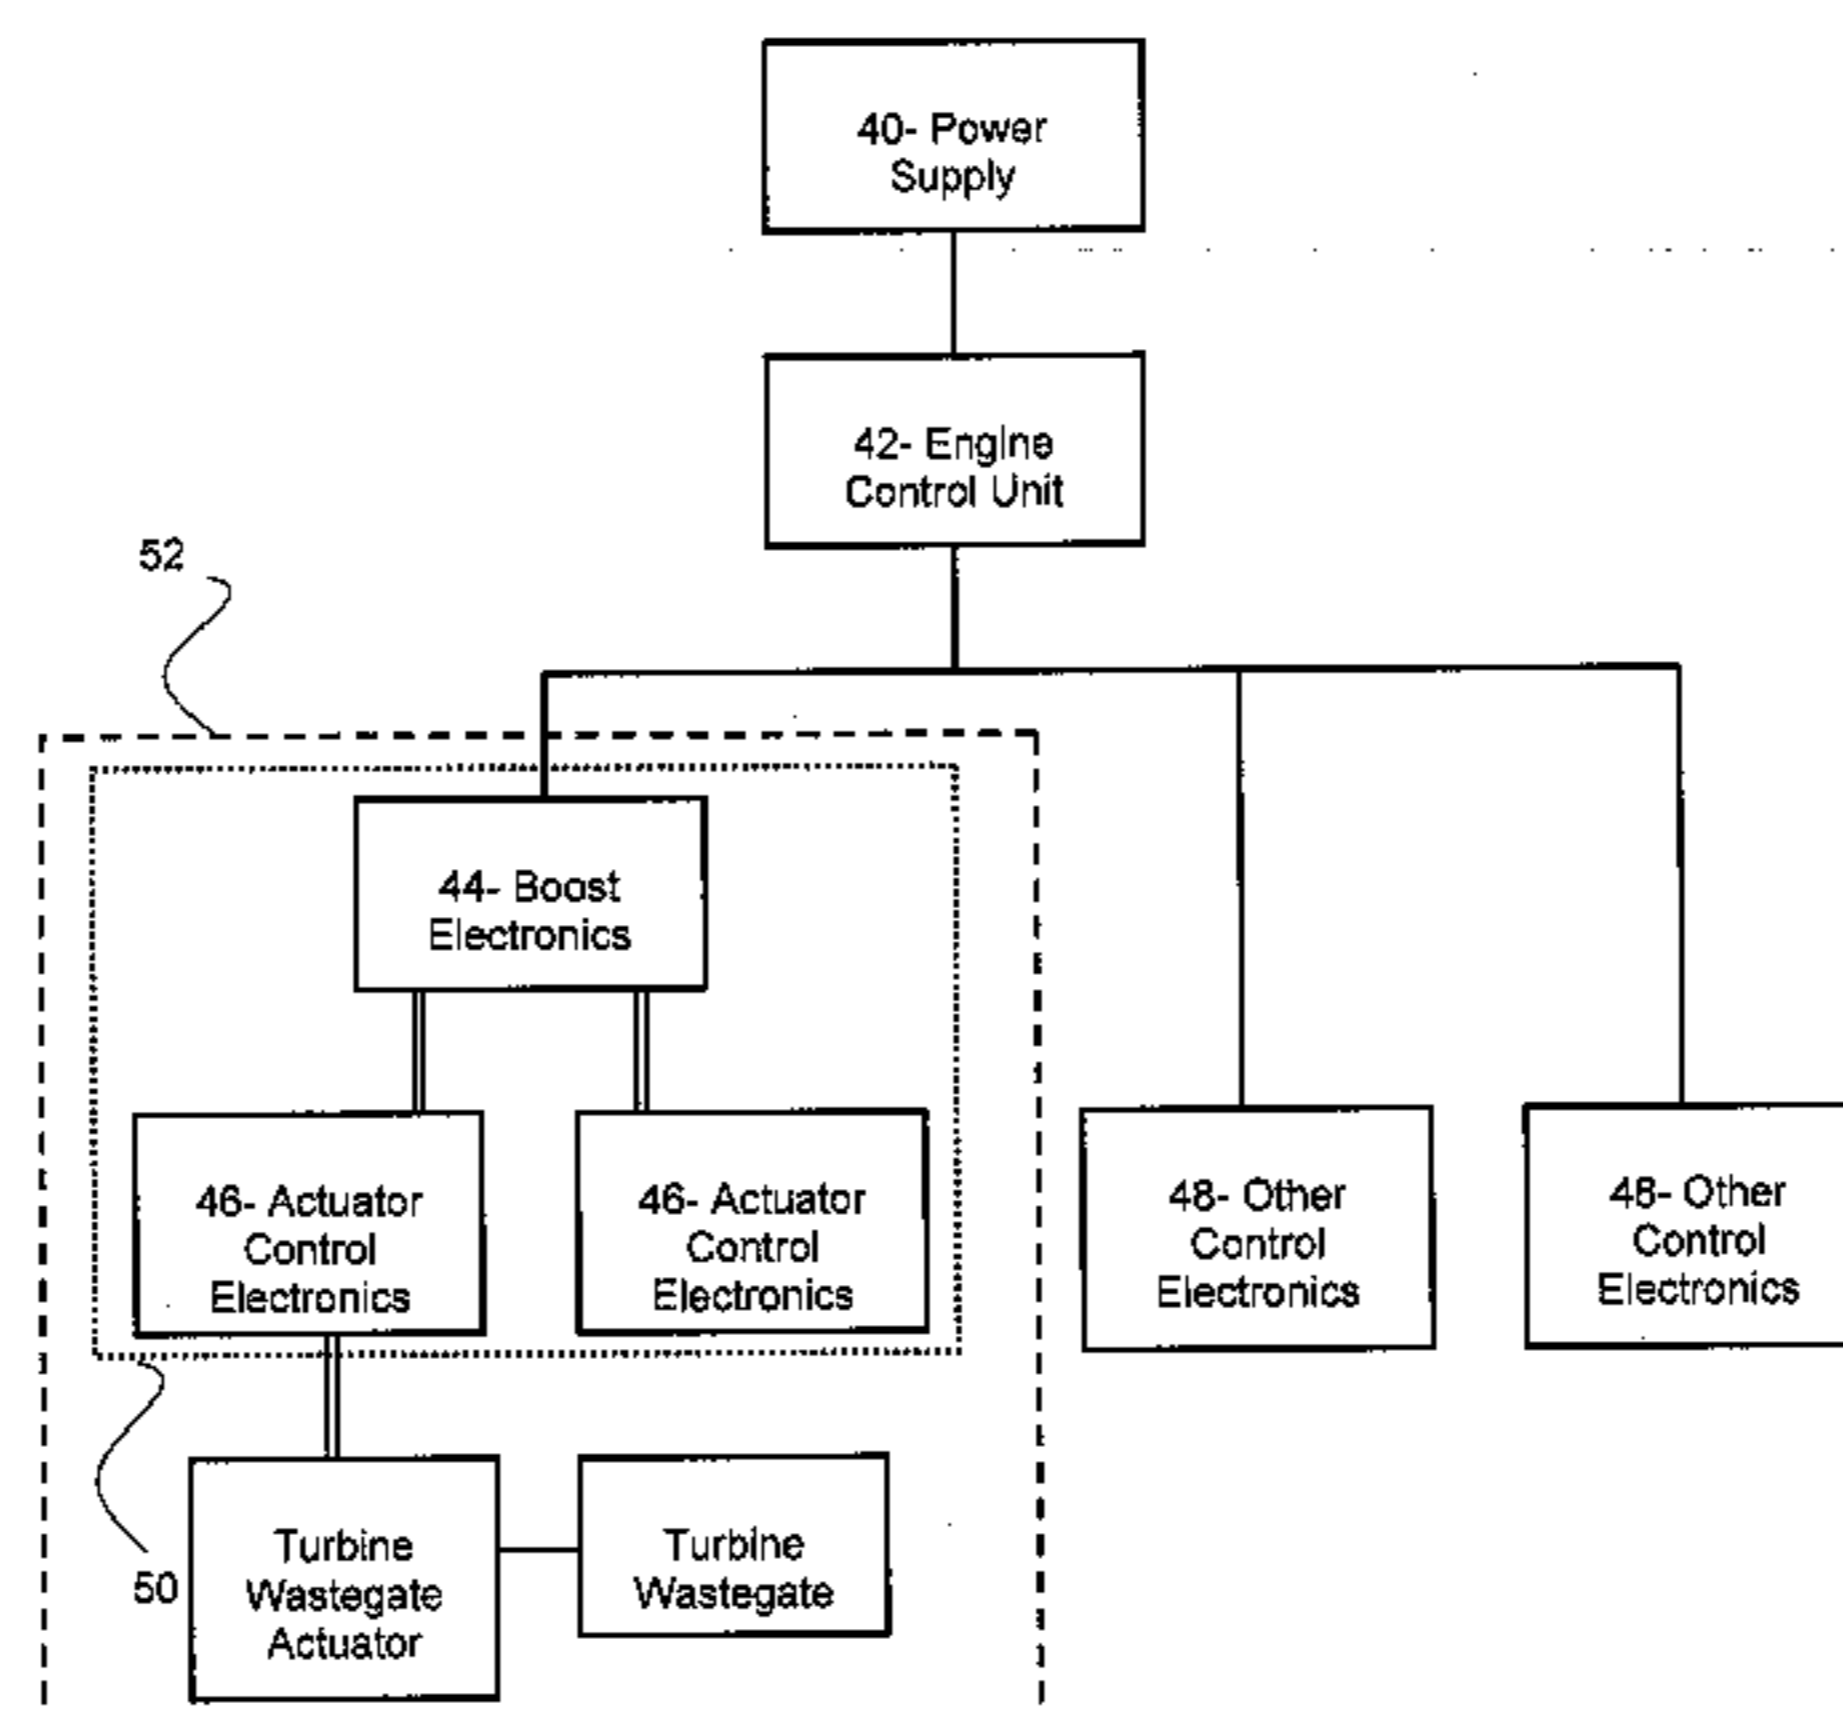 40- Power
Supply
42- Engine
Control Unit
52
44- Boost
Electronics
46- Actuator
Control
Electronics
46- Actuator
Control
Electronics
48- Other
Control
Electronics
48- Other
Control
Electronics
50
Turbine
Wastegate
Actuator
Turbine
Wastegate